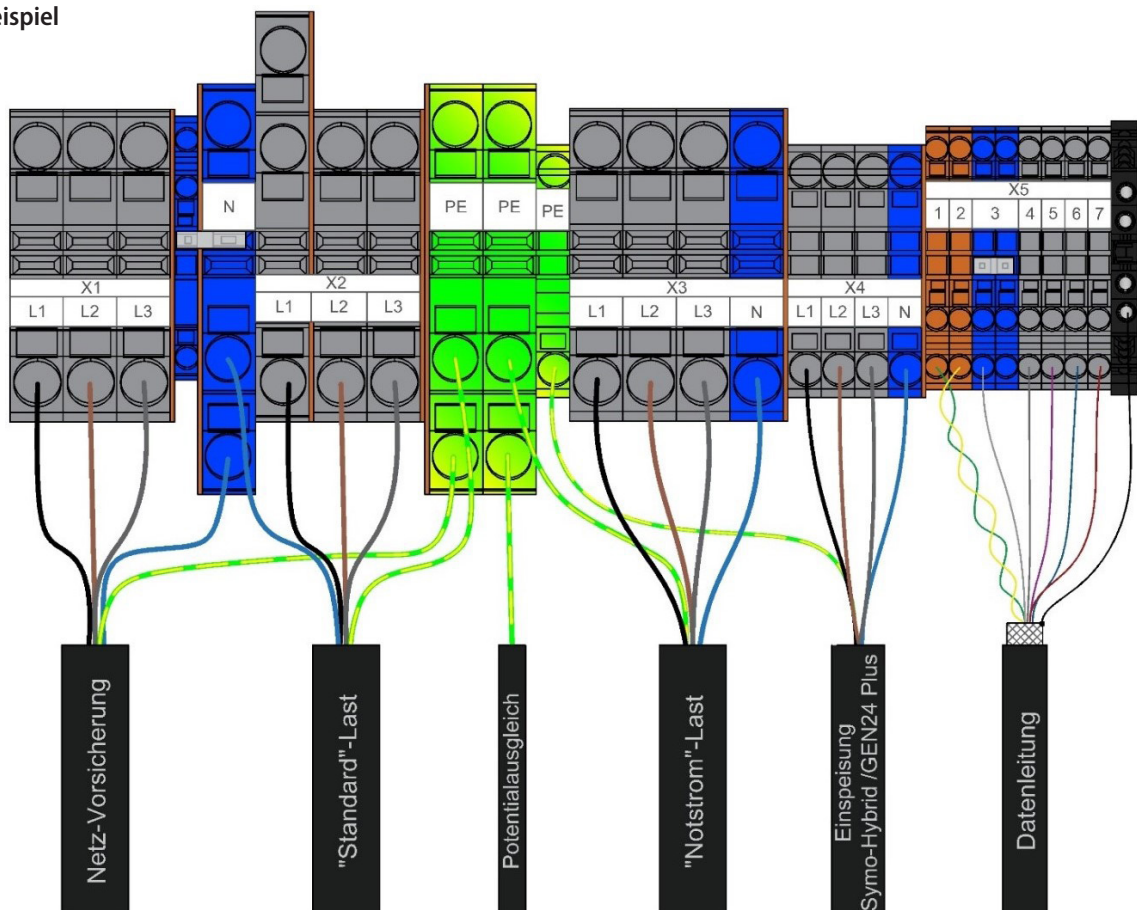 eispiel
N
PE PE PE
X5
1 2 3 4 5 6 7
X1
L1 L2 L3
X2
L1 L2 L3
X3
L1 L2 L3 N
X4
L1 L2 L3 N
Netz-Vorsicherung
"Standard"-Last
Potentialausgleich
"Notstrom"-Last
Einspeisung
Symo-Hybrid /GEN24 Plus
Datenleitung